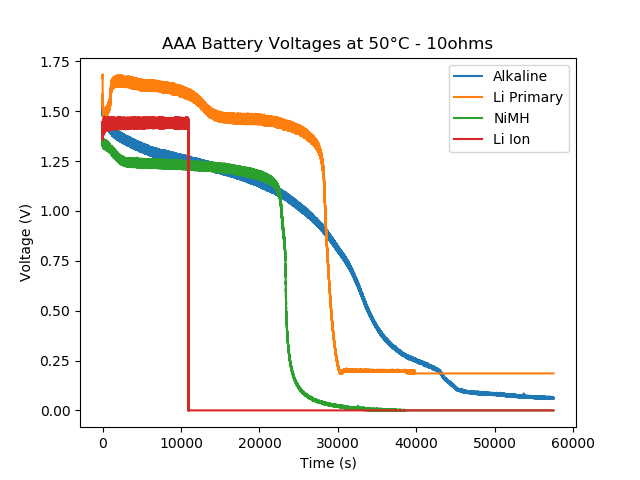 AAA Battery Voltages at 50°C - 10ohms
1.75
1.50
1.25
1.00
0.75
0.50
0.25
0.00
Voltage (V)
Alkaline
Li Primary
NiMH
Li Ion
0 10000 20000 30000 40000 50000 60000
Time (s)